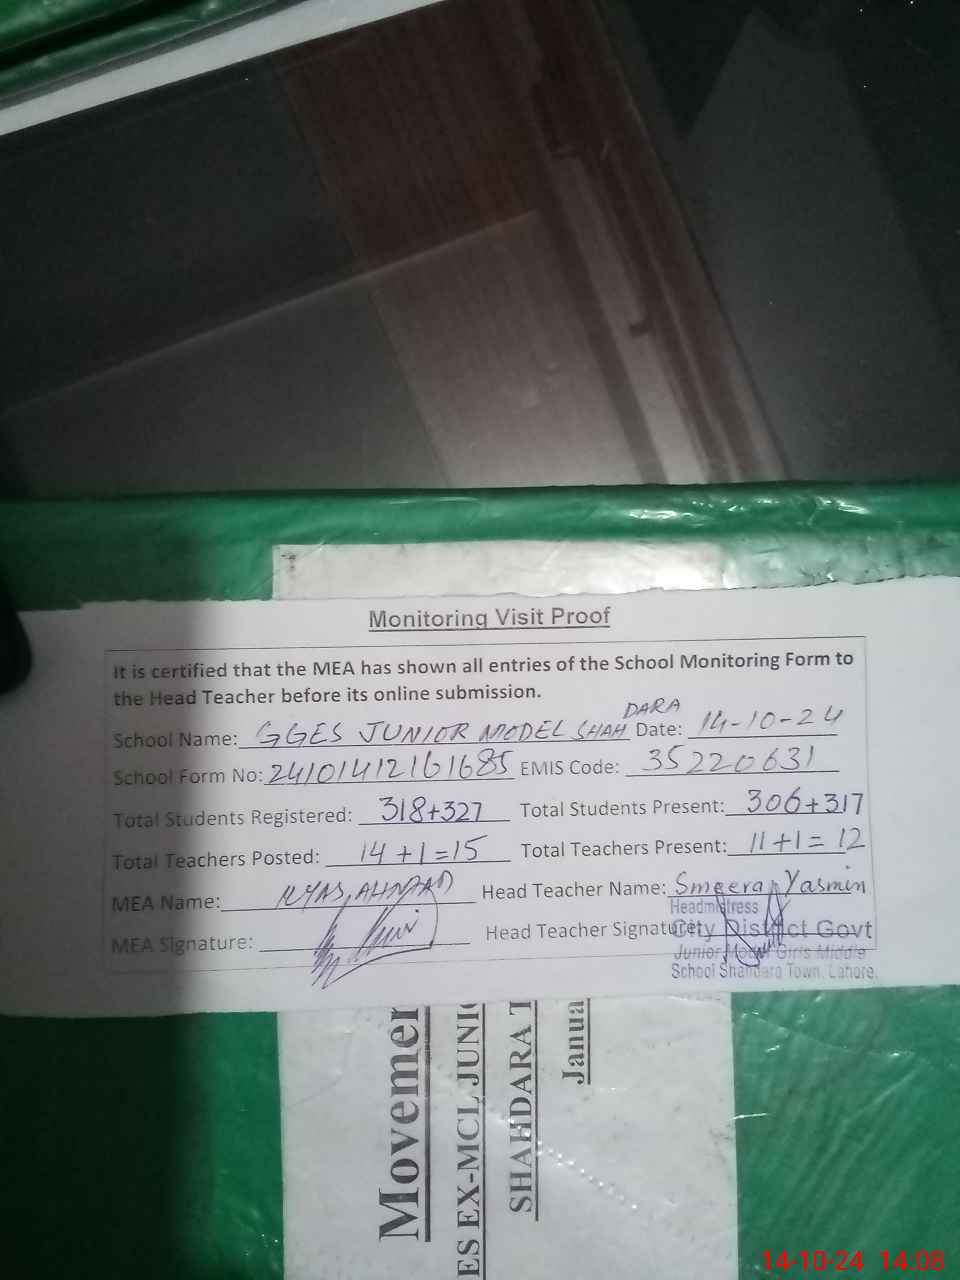 Monitoring Visit Proof
It is certified that the MEA has shown all entries of the School Monitoring Form to
the Head Teacher before its online submission.
School Name: GGES JUNIOR MODEL SHAH DARA Date: 14-10-24
School Form No: 24101412161685 EMIS Code: 35220631
Total Students Registered: 318+327 Total Students Present: 306+317
Total Teachers Posted: 14+1=15 Total Teachers Present: 11+1=12
MEA Name: ILYAS, AHMAD Head Teacher Name: Smeera Yasmin
MEA Signature: Head Teacher Signature:
Headmistress
City District Govt
Junior Model Girls Middle
School Shahdara Town, Lahore.
Movemen
ES EX-MCL JUNIO
SHAHDARA T
Janua
14-10-24 14:08